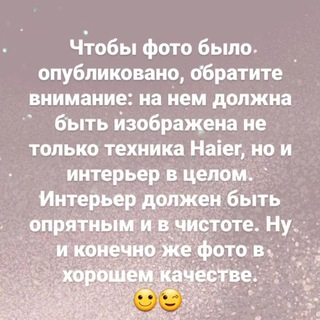 Чтобы фото было
опубликовано, обратите
внимание: на нем должна
быть изображена не
только техника Haier, но и
интерьер в целом.
Интерьер должен быть
опрятным и в чистоте. Ну
и конечно же фото в
хорошем качестве.
🙂😉